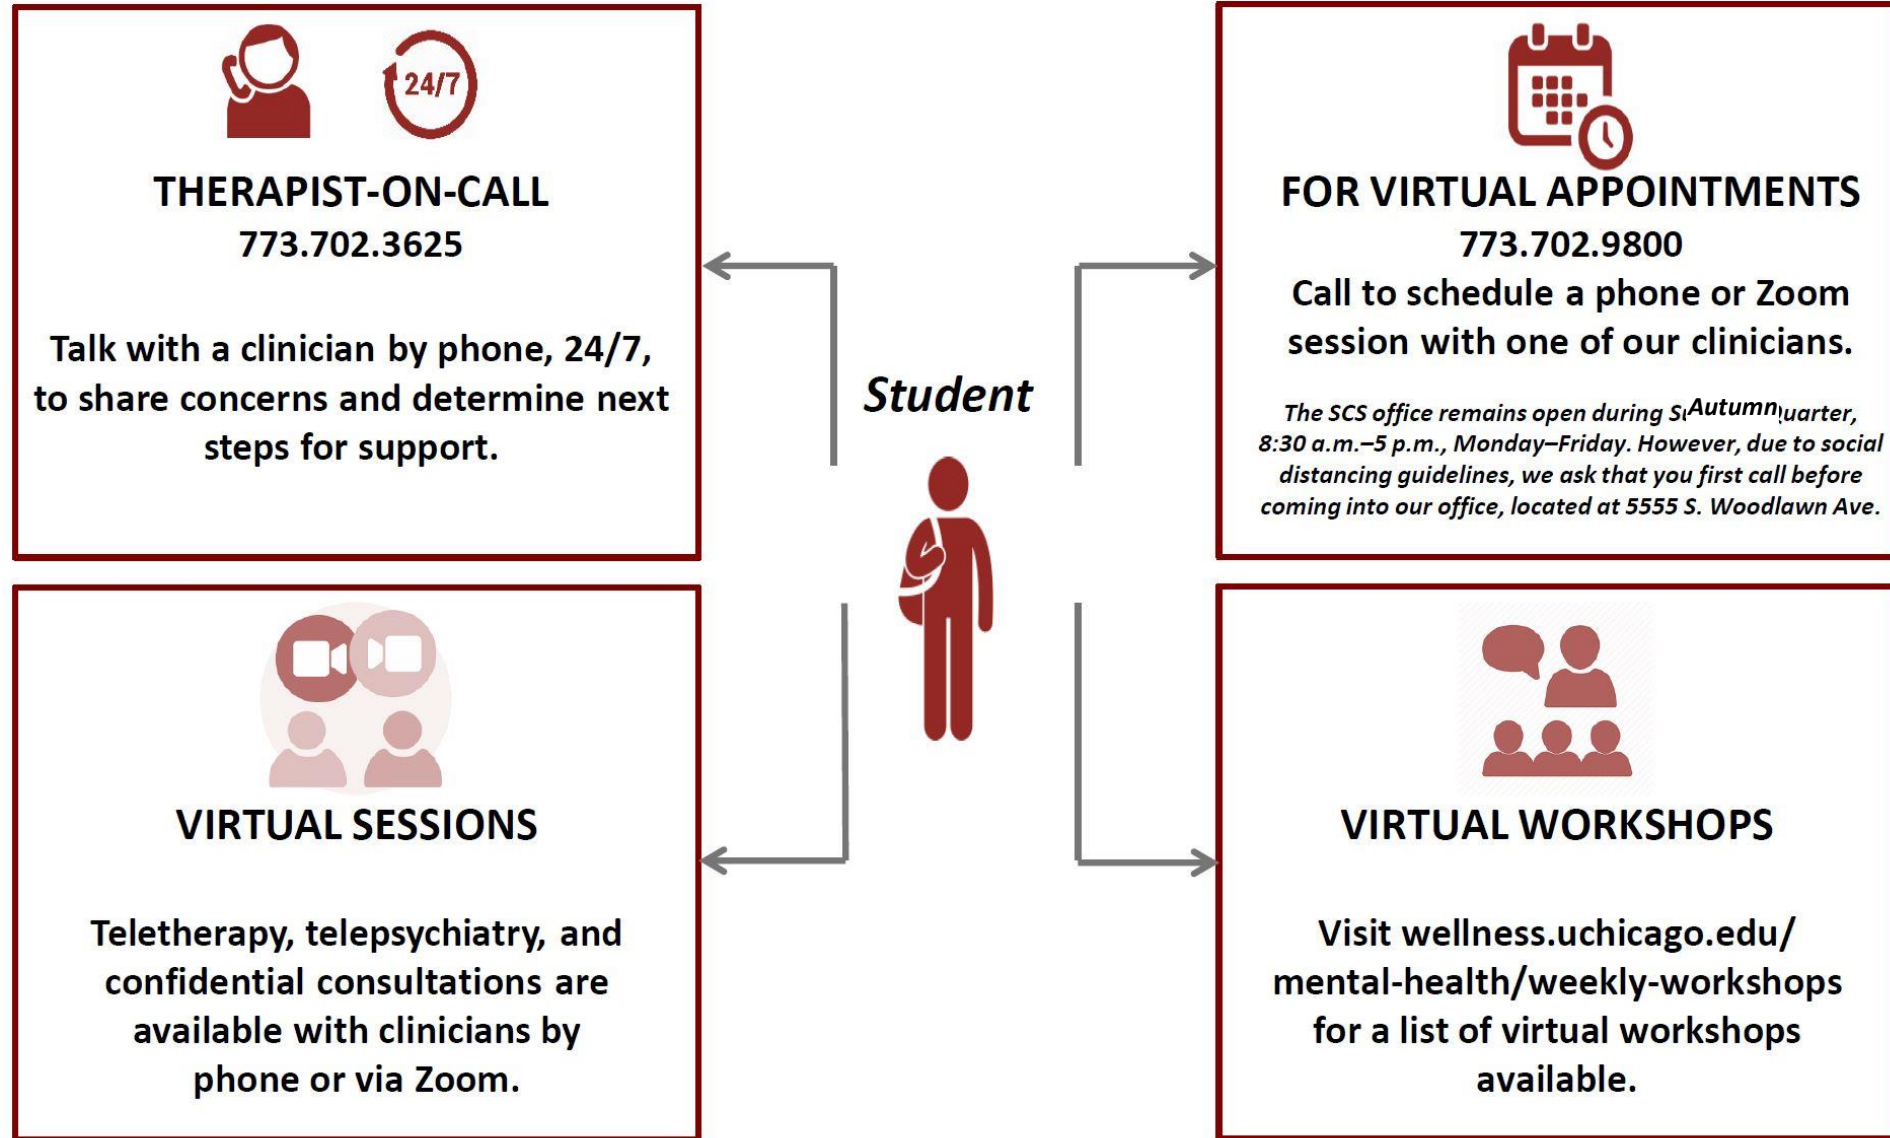 24/7
THERAPIST-ON-CALL
773.702.3625
Talk with a clinician by phone, 24/7,
to share concerns and determine next
steps for support.
FOR VIRTUAL APPOINTMENTS
773.702.9800
Call to schedule a phone or Zoom
session with one of our clinicians.
The SCS office remains open during Autumn uarter,
8:30 a.m.–5 p.m., Monday–Friday. However, due to social
distancing guidelines, we ask that you first call before
coming into our office, located at 5555 S. Woodlawn Ave.
Student
VIRTUAL SESSIONS
Teletherapy, telepsychiatry, and
confidential consultations are
available with clinicians by
phone or via Zoom.
VIRTUAL WORKSHOPS
Visit wellness.uchicago.edu/
mental-health/weekly-workshops
for a list of virtual workshops
available.